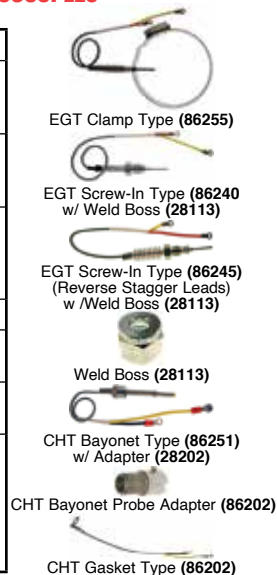 EGT Clamp Type (86255)
EGT Screw-In Type (86240
w/ Weld Boss (28113)
EGT Screw-In Type (86245)
(Reverse Stagger Leads)
w /Weld Boss (28113)
Weld Boss (28113)
CHT Bayonet Type (86251)
w/ Adapter (28202)
CHT Bayonet Probe Adapter (86202)
CHT Gasket Type (86202)